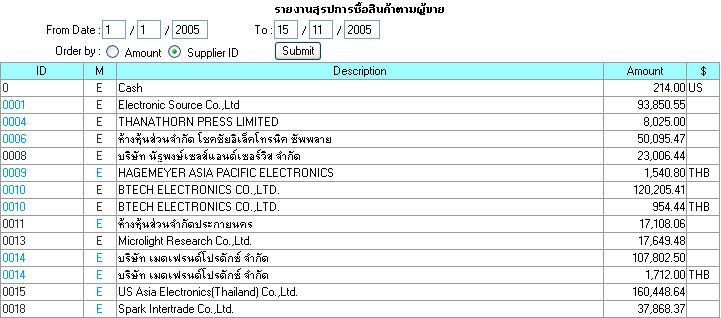 รายงานสรุปการซื้อสินค้าตามผู้ขาย
From Date : 1 / 1 / 2005 To : 15 / 11 / 2005
Order by : Amount Supplier ID Submit
ID M Description Amount $
0 E Cash 214.00 US
0001 E Electronic Source Co.,Ltd 93,850.55
0004 E THANATHORN PRESS LIMITED 8,025.00
0006 E ห้างหุ้นส่วนจำกัด โชคชัยอิเล็คโทรนิค ซัพพลาย 50,095.47
0008 E บริษัท นัฐพงษ์เซลส์แอนด์เซอร์วิส จำกัด 23,006.44
0009 E HAGEMEYER ASIA PACIFIC ELECTRONICS 1,540.80 THB
0010 E BTECH ELECTRONICS CO.,LTD. 120,205.41
0010 E BTECH ELECTRONICS CO.,LTD. 954.44 THB
0011 E ห้างหุ้นส่วนจำกัดประกายนคร 17,108.06
0013 E Microlight Research Co.,Ltd. 17,649.48
0014 E บริษัท เมดเฟรนด์โปรดักซ์ จำกัด 107,802.50
0014 E บริษัท เมดเฟรนด์โปรดักซ์ จำกัด 1,712.00 THB
0015 E US Asia Electronics(Thailand) Co.,Ltd. 160,448.64
0018 E Spark Intertrade Co.,Ltd. 37,868.37